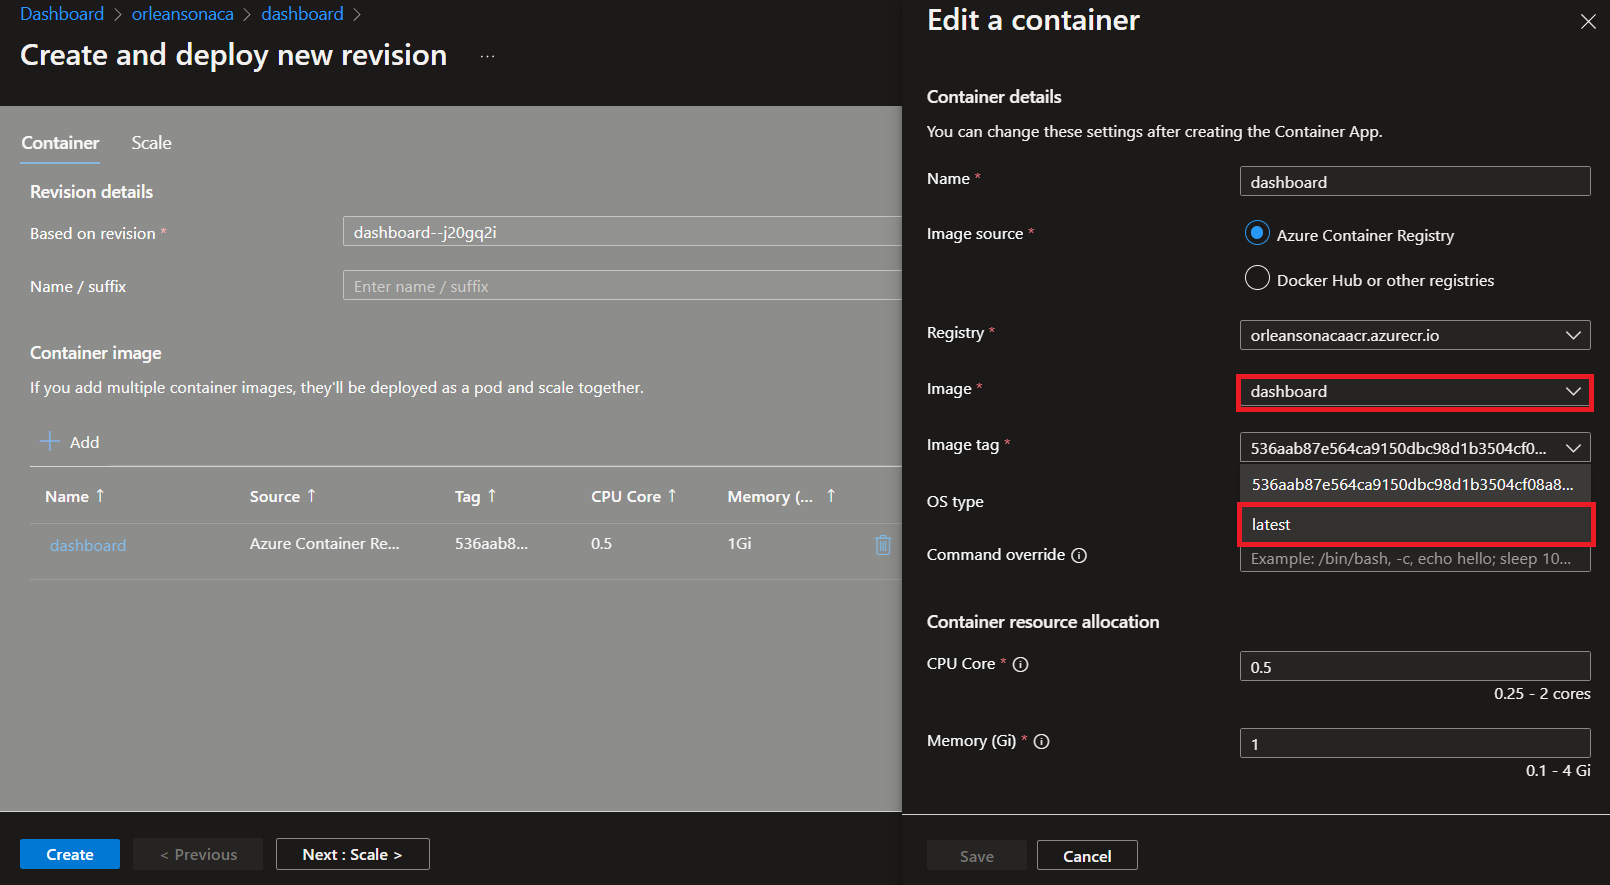 Dashboard > orleansonaca > dashboard >
Create and deploy new revision ...
Container Scale
Revision details
Based on revision *
dashboard--j20gq2i
Name / suffix
Enter name / suffix
Container image
If you add multiple container images, they'll be deployed as a pod and scale together.
Add
Name ↑ Source ↑ Tag ↑ CPU Core ↑ Memory (... ↑
dashboard Azure Container Re... 536aab8... 0.5 1Gi
Create
< Previous
Next : Scale >
Edit a container
Container details
You can change these settings after creating the Container App.
Name *
dashboard
Image source *
Azure Container Registry
Docker Hub or other registries
Registry *
orleansonacaacr.azurecr.io
Image *
dashboard
Image tag *
536aab87e564ca9150dbc98d1b3504cf0...
536aab87e564ca9150dbc98d1b3504cf08a8...
OS type
latest
Command override
Example: /bin/bash, -c, echo hello; sleep 10...
Container resource allocation
CPU Core *
0.5
0.25 - 2 cores
Memory (Gi) *
1
0.1 - 4 Gi
Save
Cancel